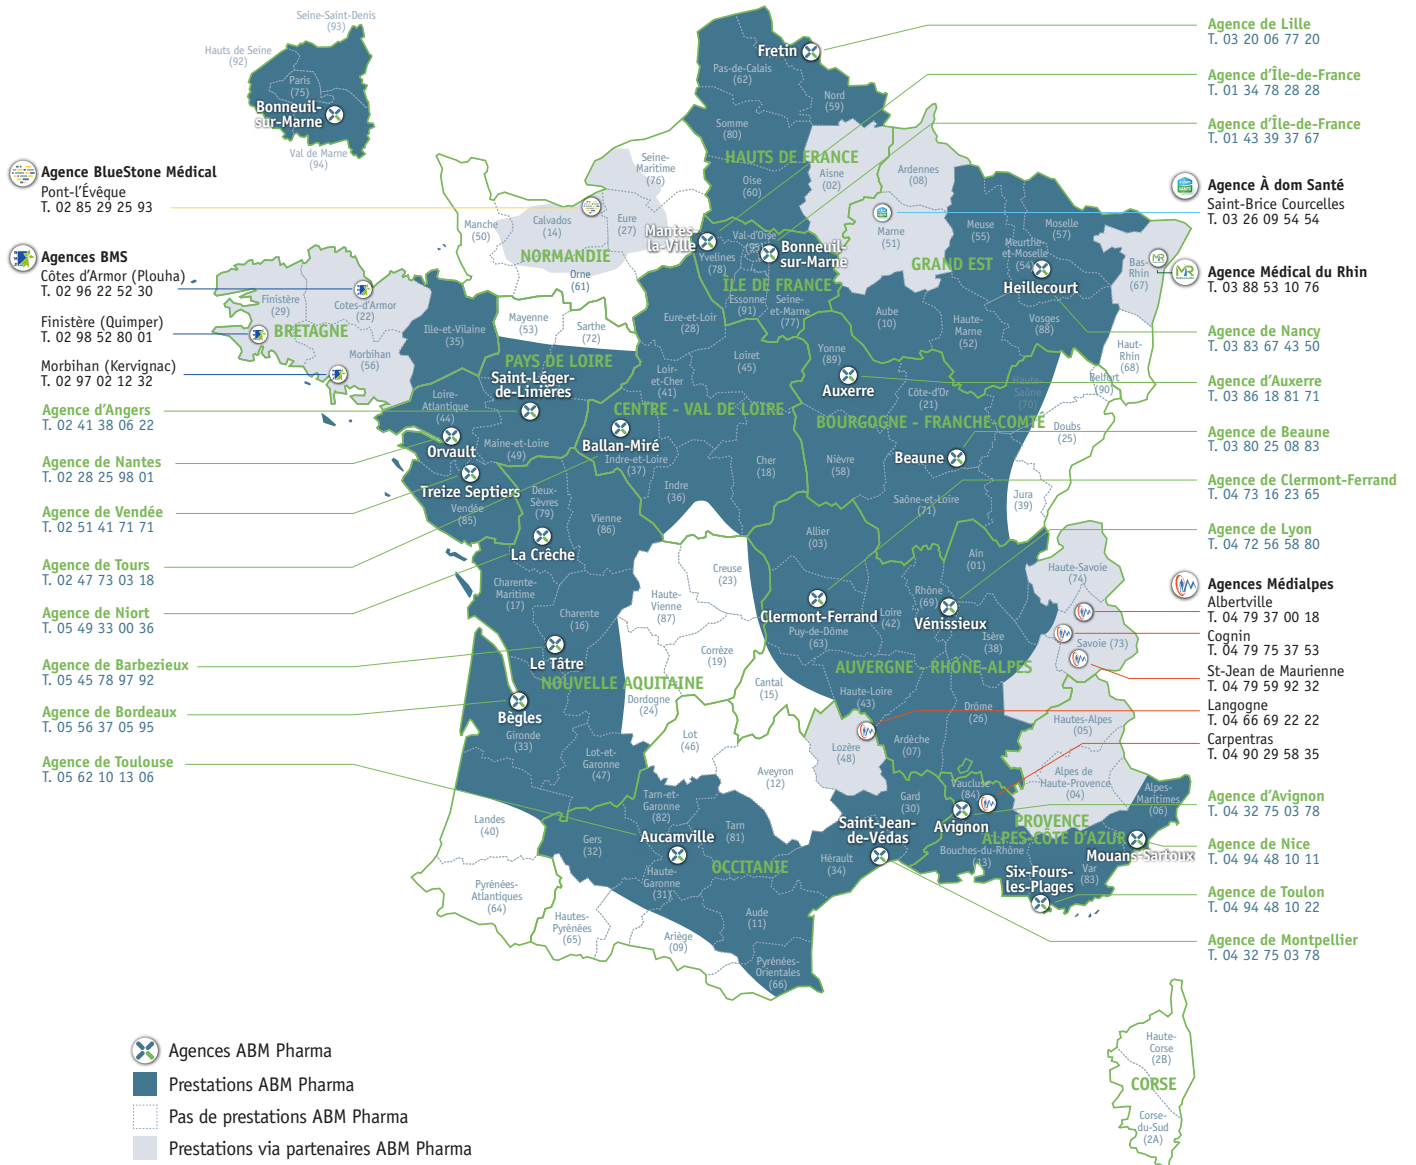 Seine-Saint-Denis
(93)
Hauts de Seine
(92)
Paris
(75)
Bonneuil-
sur-Marne
Val de Marne
(94)
Agence BlueStone Médical
Pont-l’Évêque
T. 02 85 29 25 93
Agences BMS
Côtes d’Armor (Plouha)
T. 02 96 22 52 30
Finistère (Quimper)
T. 02 98 52 80 01
Morbihan (Kervignac)
T. 02 97 02 12 32
Agence d’Angers
T. 02 41 38 06 22
Agence de Nantes
T. 02 28 25 98 01
Agence de Vendée
T. 02 51 41 71 71
Agence de Tours
T. 02 47 73 03 18
Agence de Niort
T. 05 49 33 00 36
Agence de Barbezieux
T. 05 45 78 97 92
Agence de Bordeaux
T. 05 56 37 05 95
Agence de Toulouse
T. 05 62 10 13 06
Fretin
Pas-de-Calais
(62)
Nord
(59)
Somme
(80)
HAUTS DE FRANCE
Aisne
(02)
Oise
(60)
Ardennes
(08)
Seine-
Maritime
(76)
Eure
(27)
Calvados
(14)
Manche
(50)
NORMANDIE
Orne
(61)
Mantes-
la-Ville
Val-d'Oise
(95)
Yvelines
(78)
Bonneuil-
sur-Marne
ILE DE FRANCE
Essonne
(91)
Seine-
et-Marne
(77)
Marne
(51)
GRAND EST
Meuse
(55)
Moselle
(57)
Meurthe-
et-Moselle
(54)
Heillecourt
Bas-
Rhin
(67)
MR
MR
Vosges
(88)
Haute-
Marne
(52)
Aube
(10)
Haut-
Rhin
(68)
Belfort
(90)
Finistère
(29)
Cotes-d'Armor
(22)
BRETAGNE
Morbihan
(56)
Ille-et-Vilaine
(35)
Mayenne
(53)
Sarthe
(72)
PAYS DE LOIRE
Saint-Léger-
de-Linières
Loire-
Atlantique
(44)
Orvault
Maine-et-Loire
(49)
Treize Septiers
Vendée
(85)
Eure-et-Loir
(28)
Loiret
(45)
Loir-
et-Cher
(41)
CENTRE - VAL DE LOIRE
Ballan-Miré
Indre-et-Loire
(37)
Cher
(18)
Indre
(36)
Yonne
(89)
Auxerre
Côte-d'Or
(21)
Haute-
Saône
(70)
BOURGOGNE - FRANCHE-COMTÉ
Doubs
(25)
Nièvre
(58)
Beaune
Saône-et-Loire
(71)
Jura
(39)
Deux-
Sèvres
(79)
Vienne
(86)
La Crêche
Charente-
Maritime
(17)
Charente
(16)
Le Tâtre
NOUVELLE AQUITAINE
Haute-
Vienne
(87)
Creuse
(23)
Corrèze
(19)
Dordogne
(24)
Bègles
Gironde
(33)
Lot-et-
Garonne
(47)
Landes
(40)
Pyrénées-
Atlantiques
(64)
Allier
(03)
Clermont-Ferrand
Puy-de-Dôme
(63)
Loire
(42)
Rhône
(69)
Vénissieux
Ain
(01)
Isère
(38)
Haute-Savoie
(74)
Savoie (73)
AUVERGNE - RHÔNE-ALPES
Cantal
(15)
Haute-Loire
(43)
Ardèche
(07)
Drôme
(26)
Lot
(46)
Aveyron
(12)
Lozère
(48)
Tarn-et-
Garonne
(82)
Tarn
(81)
Gers
(32)
Aucamville
Haute-
Garonne
(31)
OCCITANIE
Gard
(30)
Saint-Jean-
de-Védas
Hérault
(34)
Aude
(11)
Hautes-
Pyrénées
(65)
Ariège
(09)
Pyrénées-
Orientales
(66)
Hautes-Alpes
(05)
Alpes de
Haute-Provence
(04)
Vaucluse
(84)
Avignon
PROVENCE
ALPES-CÔTE D'AZUR
Alpes-
Maritimes
(06)
Mouans-Sartoux
Bouches-du-Rhône
(13)
Var
(83)
Six-Fours-
les-Plages
Agence de Lille
T. 03 20 06 77 20
Agence d’Île-de-France
T. 01 34 78 28 28
Agence d’Île-de-France
T. 01 43 39 37 67
Agence À dom Santé
Saint-Brice Courcelles
T. 03 26 09 54 54
Agence Médical du Rhin
T. 03 88 53 10 76
Agence de Nancy
T. 03 83 67 43 50
Agence d’Auxerre
T. 03 86 18 81 71
Agence de Beaune
T. 03 80 25 08 83
Agence de Clermont-Ferrand
T. 04 73 16 23 65
Agence de Lyon
T. 04 72 56 58 80
Agences Médialpes
Albertville
T. 04 79 37 00 18
Cognin
T. 04 79 75 37 53
St-Jean de Maurienne
T. 04 79 59 92 32
Langogne
T. 04 66 69 22 22
Carpentras
T. 04 90 29 58 35
Agence d’Avignon
T. 04 32 75 03 78
Agence de Nice
T. 04 94 48 10 11
Agence de Toulon
T. 04 94 48 10 22
Agence de Montpellier
T. 04 32 75 03 78
Haute-
Corse
(2B)
CORSE
Corse-
du-Sud
(2A)
Agences ABM Pharma
Prestations ABM Pharma
Pas de prestations ABM Pharma
Prestations via partenaires ABM Pharma